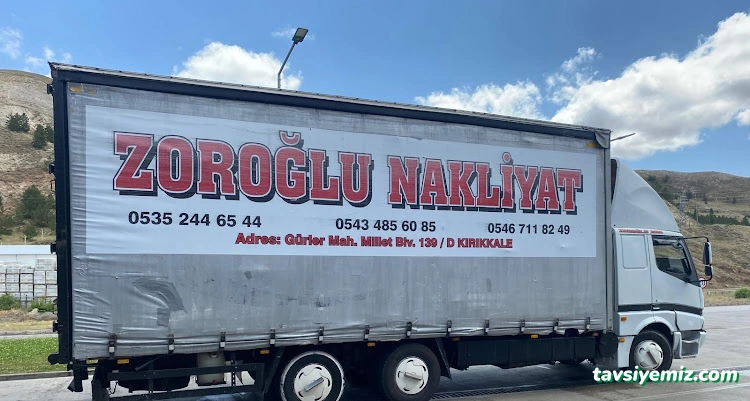 ZOROĞLU NAKLİYAT
0535 244 65 44 0543 485 60 85 0546 711 82 49
Adres: Gürler Mah. Millet Blv. 139 / D KIRIKKALE
tavsiyemiz.com